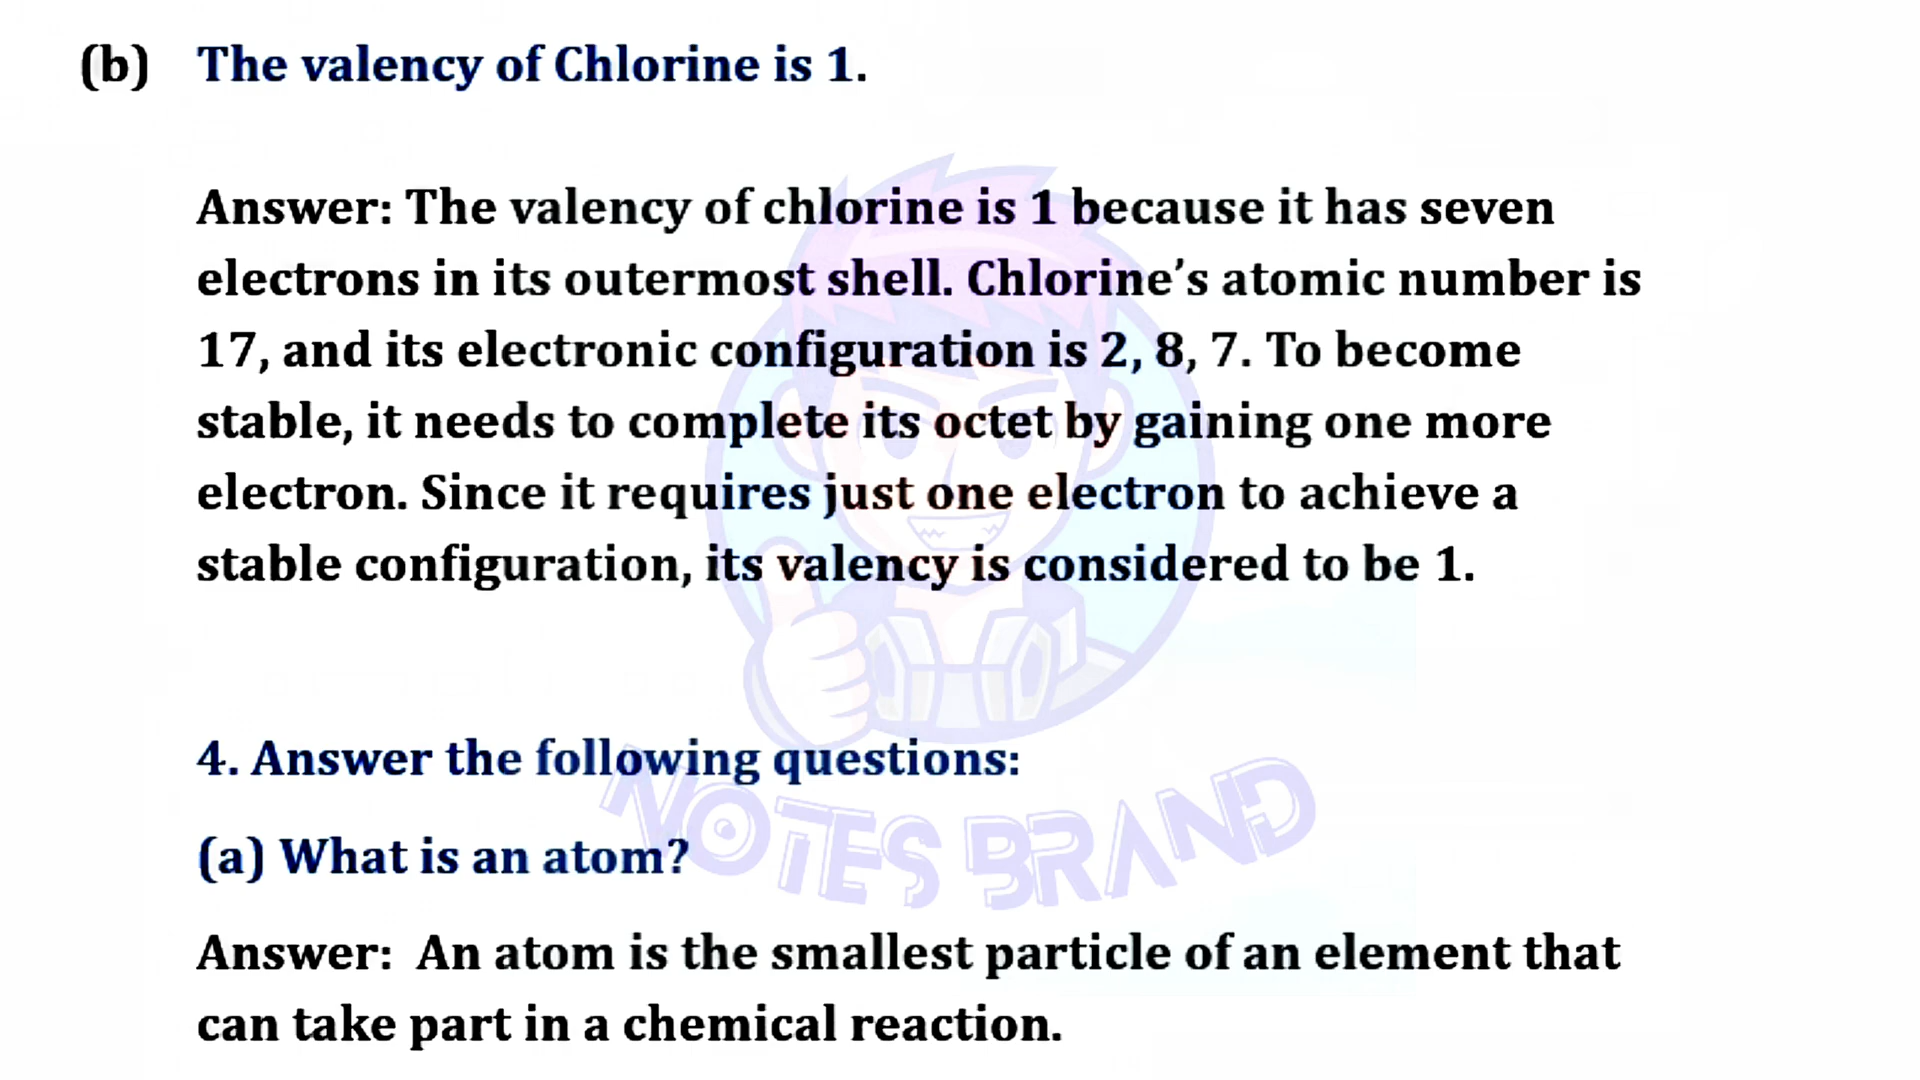 (b) The valency of Chlorine is 1.
Answer: The valency of chlorine is 1 because it has seven
electrons in its outermost shell. Chlorine’s atomic number is
17, and its electronic configuration is 2, 8, 7. To become
stable, it needs to complete its octet by gaining one more
electron. Since it requires just one electron to achieve a
stable configuration, its valency is considered to be 1.
4. Answer the following questions:
(a) What is an atom?
NOTES BRAND
Answer:  An atom is the smallest particle of an element that
can take part in a chemical reaction.